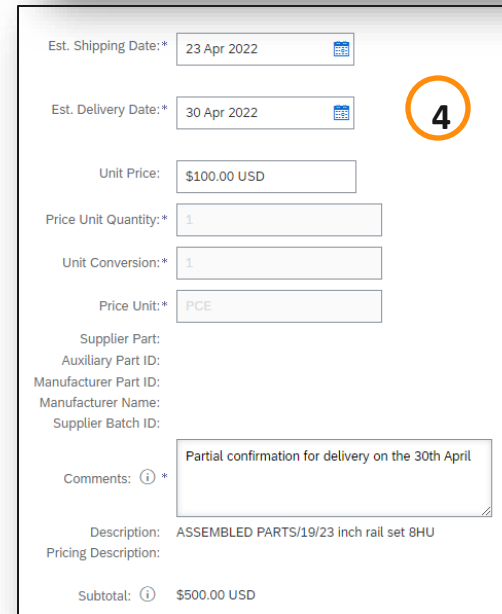 Est. Shipping Date:* 23 Apr 2022
Est. Delivery Date:* 30 Apr 2022
4
Unit Price: $100.00 USD
Price Unit Quantity:* 1
Unit Conversion:* 1
Price Unit:* PCE
Supplier Part:
Auxiliary Part ID:
Manufacturer Part ID:
Manufacturer Name:
Supplier Batch ID:
Partial confirmation for delivery on the 30th April
Comments: i *
Description: ASSEMBLED PARTS/19/23 inch rail set 8HU
Pricing Description:
Subtotal: i $500.00 USD